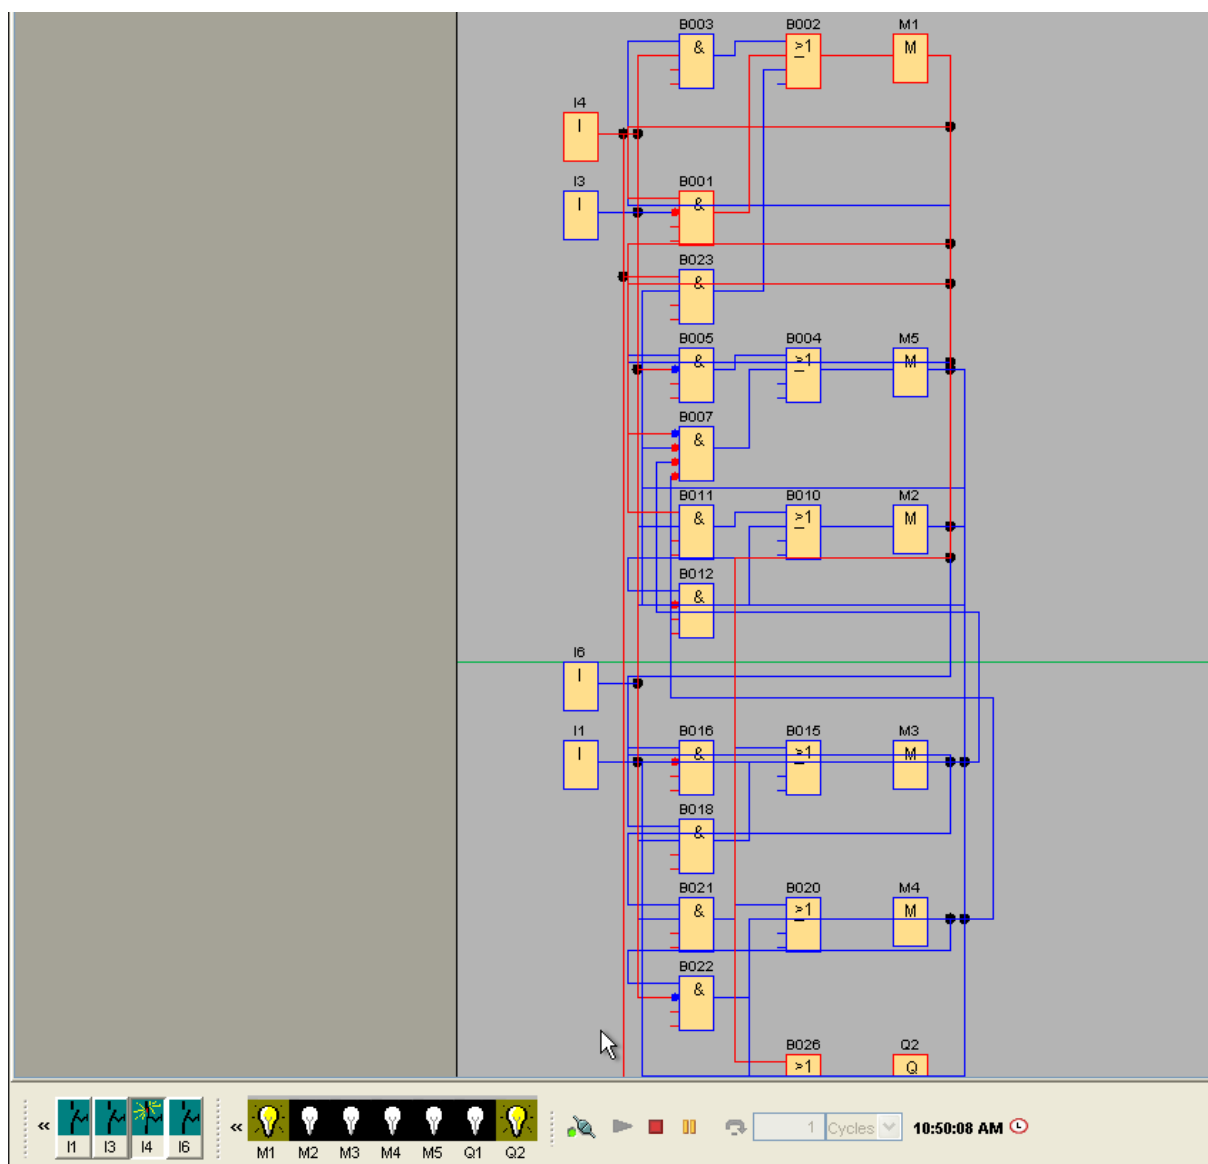 B003 B002 M1
& >1 M
I4
I
I3 B001
I &
B023
&
B005 B004 M5
& >1 M
B007
&
B011 B010 M2
& >1 M
B012
&
I6
I
I1 B016 B015 M3
I & >1 M
B018
&
B021 B020 M4
& >1 M
B022
&
B026 Q2
>1 Q
« I1 I3 I4 I6 « M1 M2 M3 M4 M5 Q1 Q2 1 Cycles 10:50:08 AM